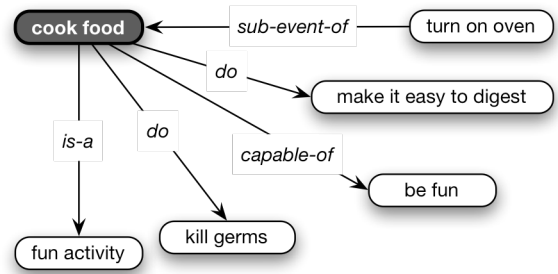 cook food
sub-event-of
turn on oven
do
make it easy to digest
is-a
do
capable-of
be fun
kill germs
fun activity